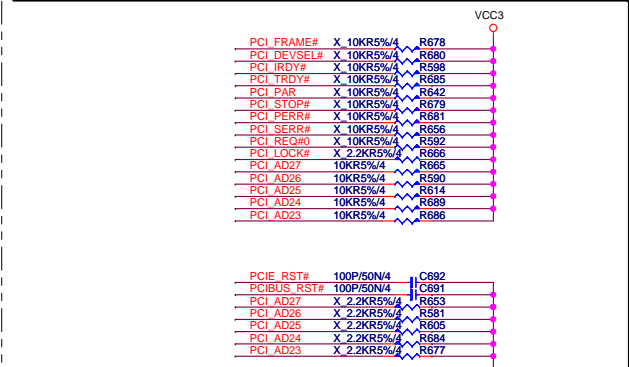 VCC3
PCI_FRAME# X_10KR5%/4 R678
PCI_DEVSEL# X_10KR5%/4 R680
PCI_IRDY# X_10KR5%/4 R598
PCI_TRDY# X_10KR5%/4 R685
PCI_PAR X_10KR5%/4 R642
PCI_STOP# X_10KR5%/4 R679
PCI_PERR# X_10KR5%/4 R681
PCI_SERR# X_10KR5%/4 R656
PCI_REQ#0 X_10KR5%/4 R592
PCI_LOCK# X_2.2KR5%/4 R666
PCI_AD27 10KR5%/4 R665
PCI_AD26 10KR5%/4 R590
PCI_AD25 10KR5%/4 R614
PCI_AD24 10KR5%/4 R689
PCI_AD23 10KR5%/4 R686
PCIE_RST# 100P/50N/4 C692
PCIBUS_RST# 100P/50N/4 C691
PCI_AD27 X_2.2KR5%/4 R653
PCI_AD26 X_2.2KR5%/4 R581
PCI_AD25 X_2.2KR5%/4 R605
PCI_AD24 X_2.2KR5%/4 R684
PCI_AD23 X_2.2KR5%/4 R677